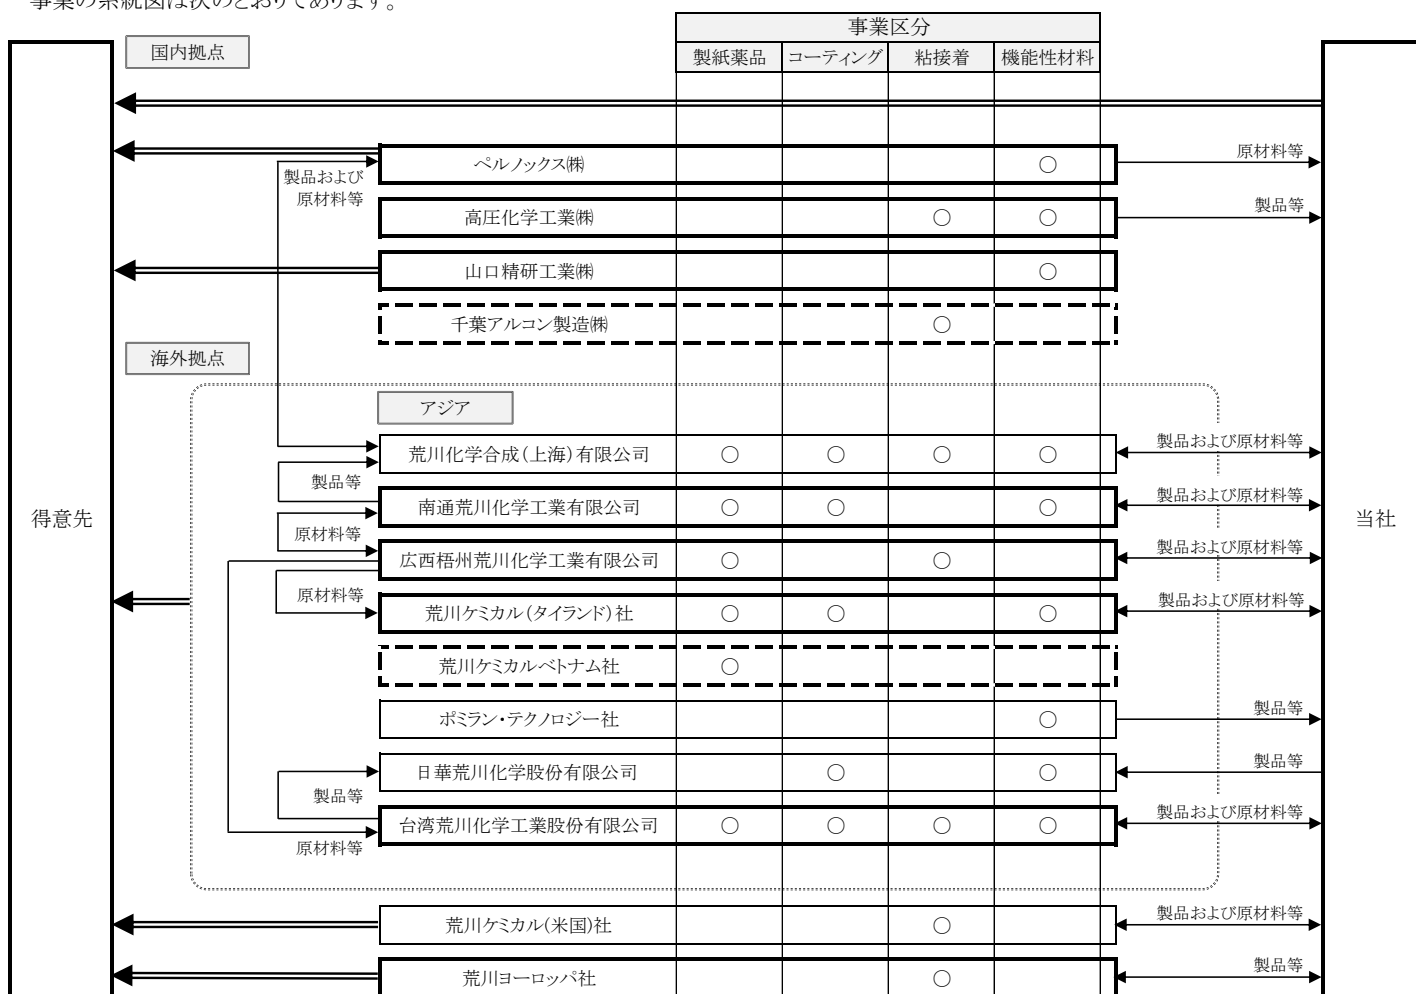 事業の系統図は次のとおりであります。
事業区分
国内拠点
製紙薬品 コーティング 粘接着 機能性材料
ペルノックス㈱ ○
原材料等
製品および
原材料等
高圧化学工業㈱ ○ ○
製品等
山口精研工業㈱ ○
千葉アルコン製造㈱ ○
海外拠点
アジア
荒川化学合成(上海)有限公司 ○ ○ ○ ○
製品および原材料等
製品等
南通荒川化学工業有限公司 ○ ○ ○
製品および原材料等
得意先
当社
原材料等
広西梧州荒川化学工業有限公司 ○ ○
製品および原材料等
原材料等
荒川ケミカル(タイランド)社 ○ ○ ○
製品および原材料等
荒川ケミカルベトナム社 ○
ポミラン・テクノロジー社 ○
製品等
日華荒川化学股份有限公司 ○ ○
製品等
製品等
台湾荒川化学工業股份有限公司 ○ ○ ○ ○
製品および原材料等
原材料等
荒川ケミカル(米国)社 ○
製品および原材料等
荒川ヨーロッパ社 ○
製品等